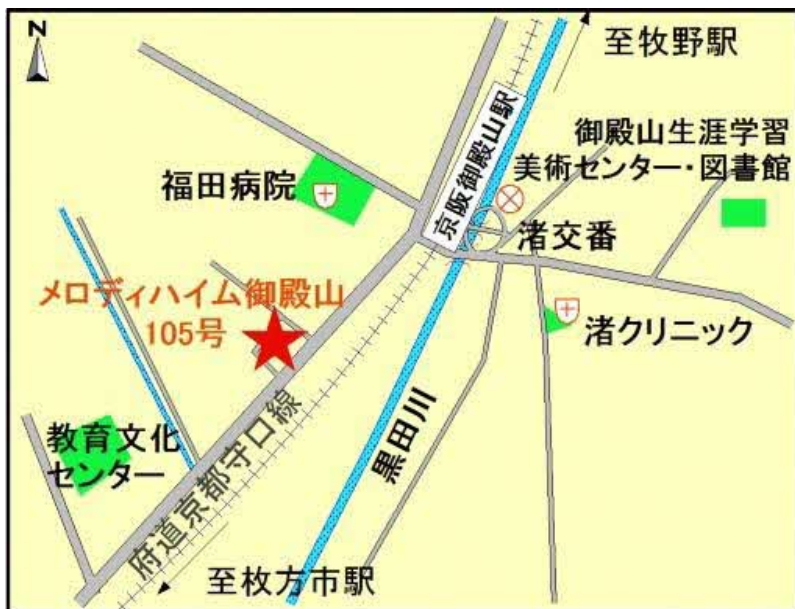 N
至牧野駅
御殿山生涯学習
美術センター・図書館
京阪御殿山駅
福田病院
渚交番
メロディハイム御殿山
105号
渚クリニック
教育文化
センター
黒田川
府道京都守口線
至枚方市駅